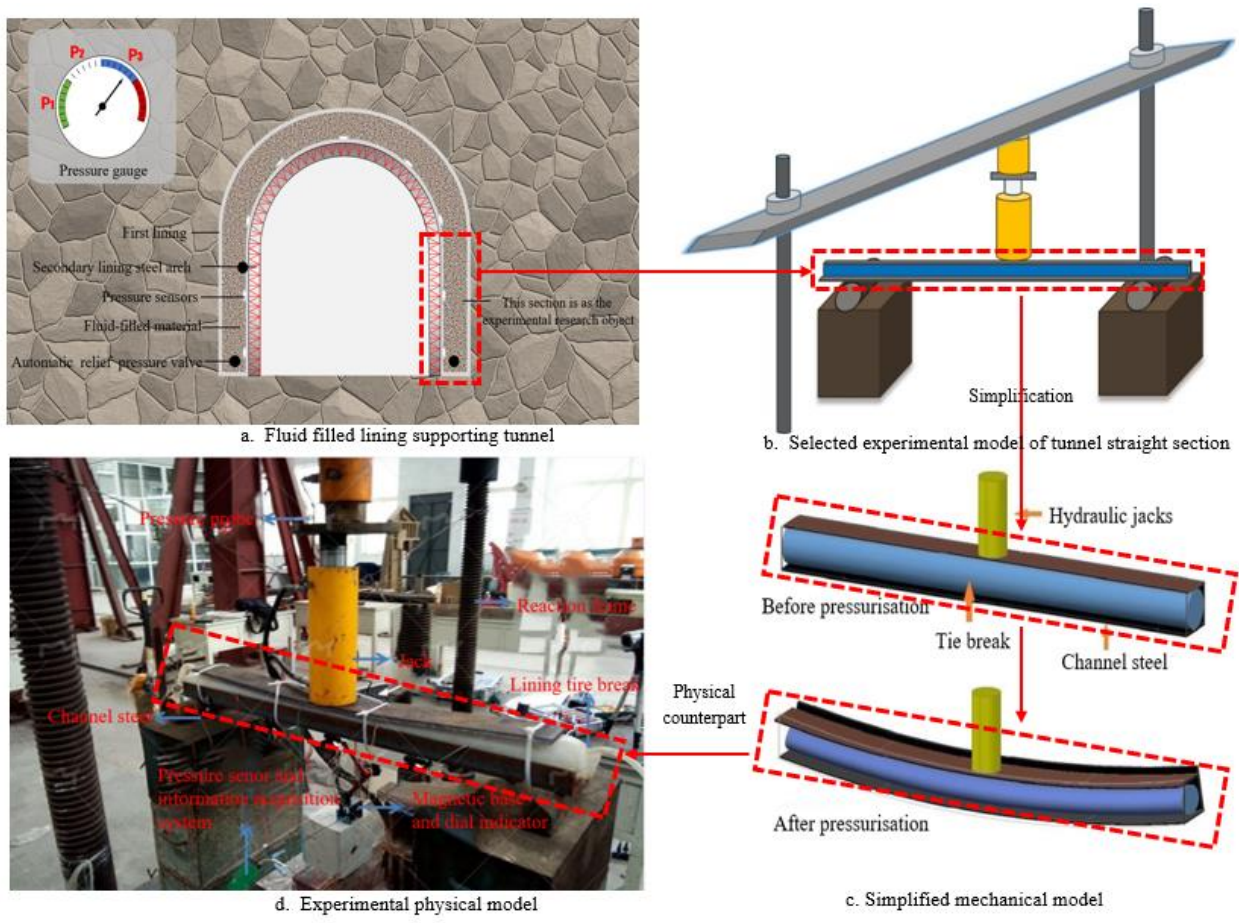 P1
P2
P3
Pressure gauge
First lining
Secondary lining steel arch
Pressure sensors
Fluid-filled material
Automatic relief pressure valve
This section is as the
experimental research object
a. Fluid filled lining supporting tunnel
Simplification
b. Selected experimental model of tunnel straight section
Hydraulic jacks
Before pressurisation
Tie break
Channel steel
After pressurisation
c. Simplified mechanical model
Physical
counterpart
Pressure probe
Reaction frame
Jack
Lining tire break
Channel steel
Pressure senor and
information acquisition
system
Magnetic base
and dial indicator
d. Experimental physical model